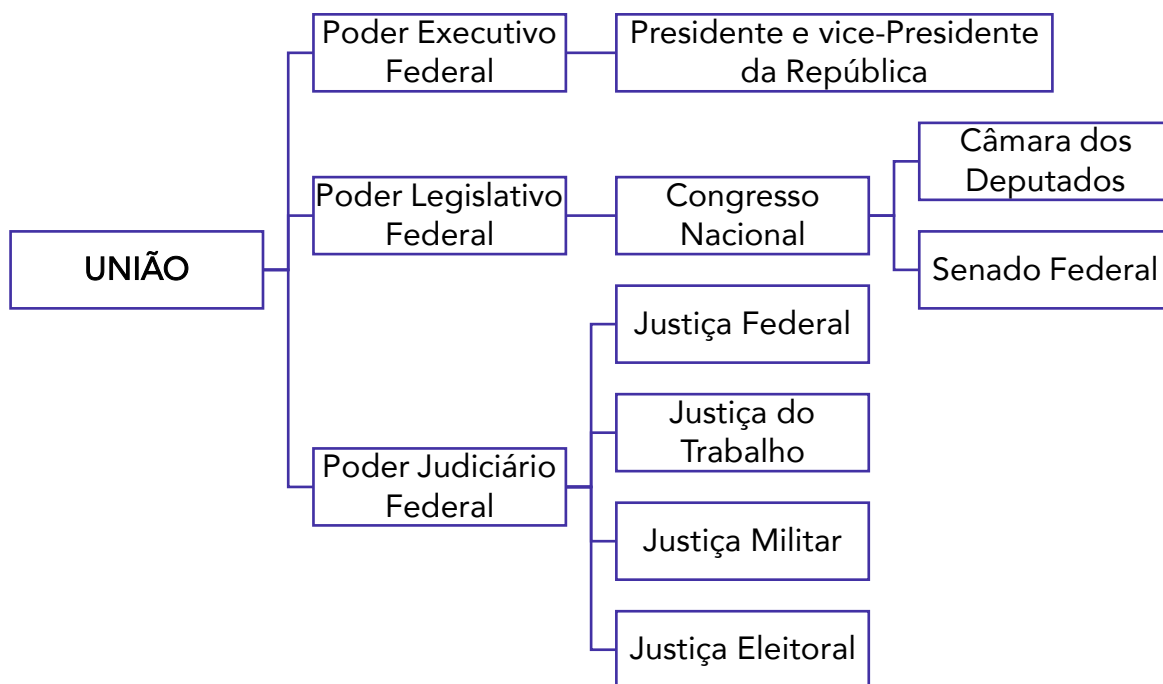 UNIÃO
Poder Executivo
Federal
Presidente e vice-Presidente
da República
Poder Legislativo
Federal
Congresso
Nacional
Câmara dos
Deputados
Senado Federal
Poder Judiciário
Federal
Justiça Federal
Justiça do
Trabalho
Justiça Militar
Justiça Eleitoral